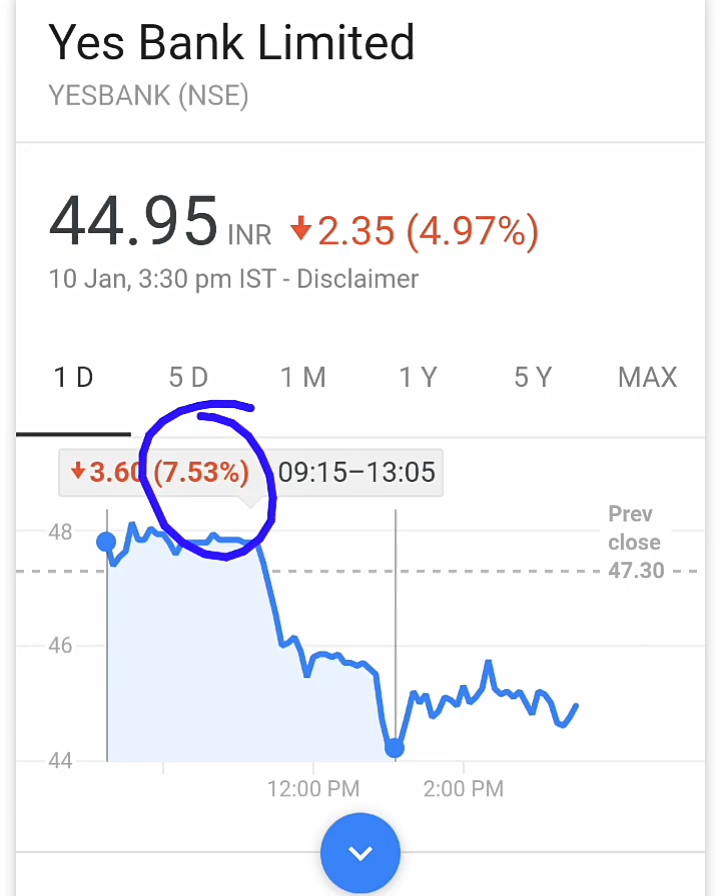 Yes Bank Limited
YESBANK (NSE)
44.95 INR 2.35 (4.97%)
10 Jan, 3:30 pm IST - Disclaimer
1 D 5 D 1 M 1 Y 5 Y MAX
3.60 (7.53%) 09:15–13:05
Prev
48
close
47.30
46
44
12:00 PM 2:00 PM